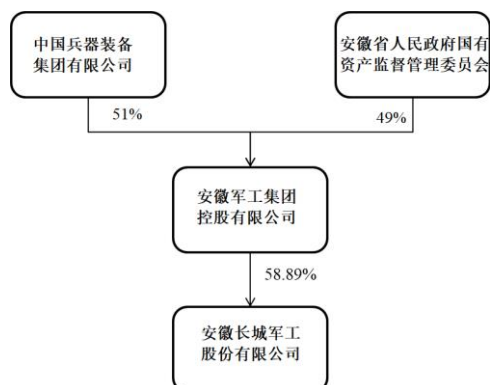 中国兵器装备
集团有限公司
安徽省人民政府国有
资产监督管理委员会
51%
49%
安徽军工集团
控股有限公司
58.89%
安徽长城军工
股份有限公司